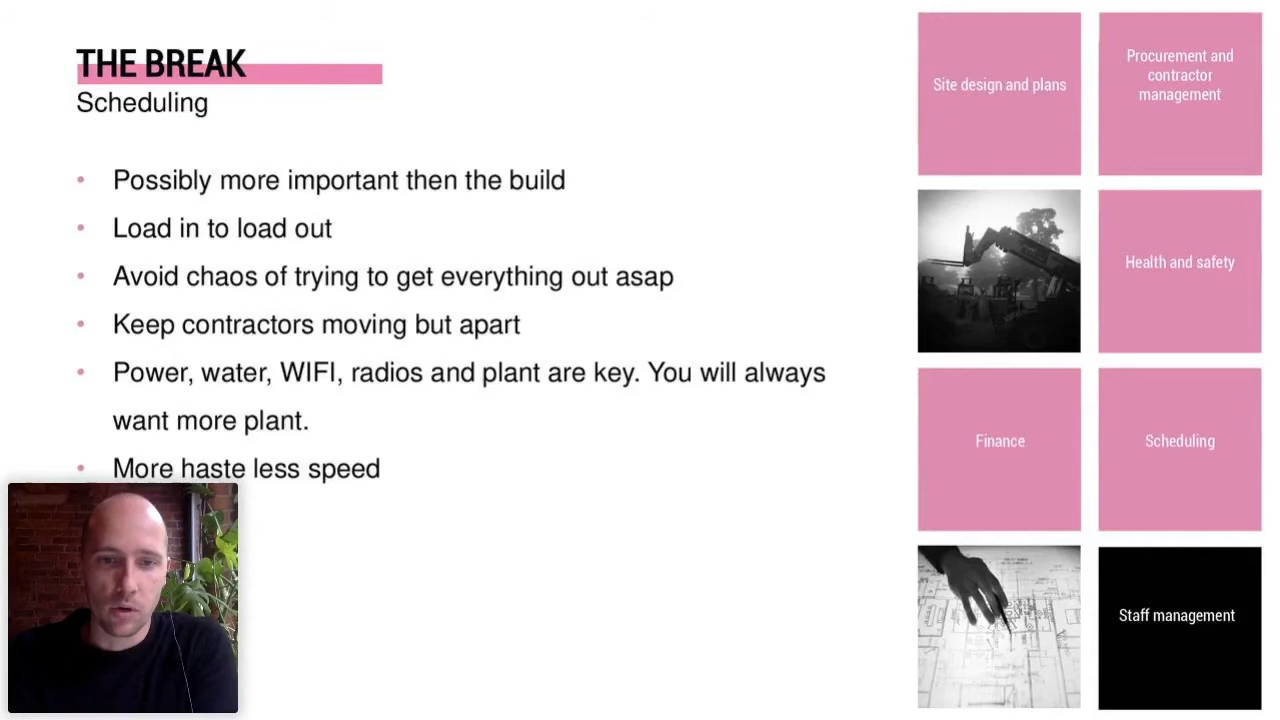 THE BREAK
Scheduling
• Possibly more important then the build
• Load in to load out
• Avoid chaos of trying to get everything out asap
• Keep contractors moving but apart
• Power, water, WIFI, radios and plant are key. You will always
want more plant.
• More haste less speed
Site design and plans
Procurement and
contractor
management
Health and safety
Finance
Scheduling
Staff management